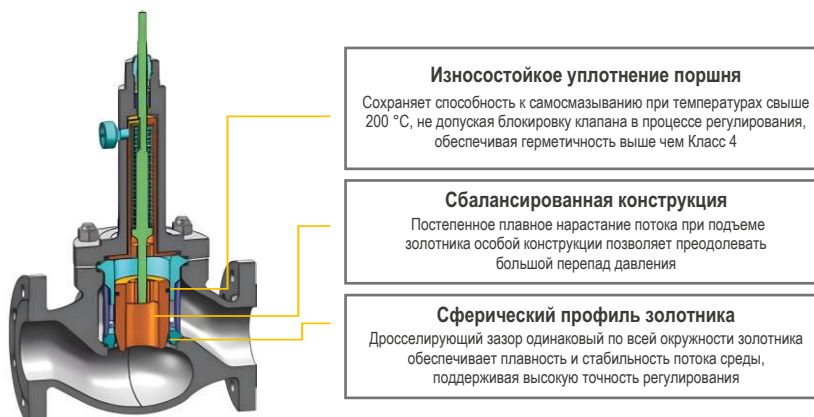 Износостойкое уплотнение поршня
Сохраняет способность к самосмазыванию при температурах свыше
200 °C, не допуская блокировку клапана в процессе регулирования,
обеспечивая герметичность выше чем Класс 4
Сбалансированная конструкция
Постепенное плавное нарастание потока при подъеме
золотника особой конструкции позволяет преодолевать
большой перепад давления
Сферический профиль золотника
Дросселирующий зазор одинаковый по всей окружности золотника
обеспечивает плавность и стабильность потока среды,
поддерживая высокую точность регулирования